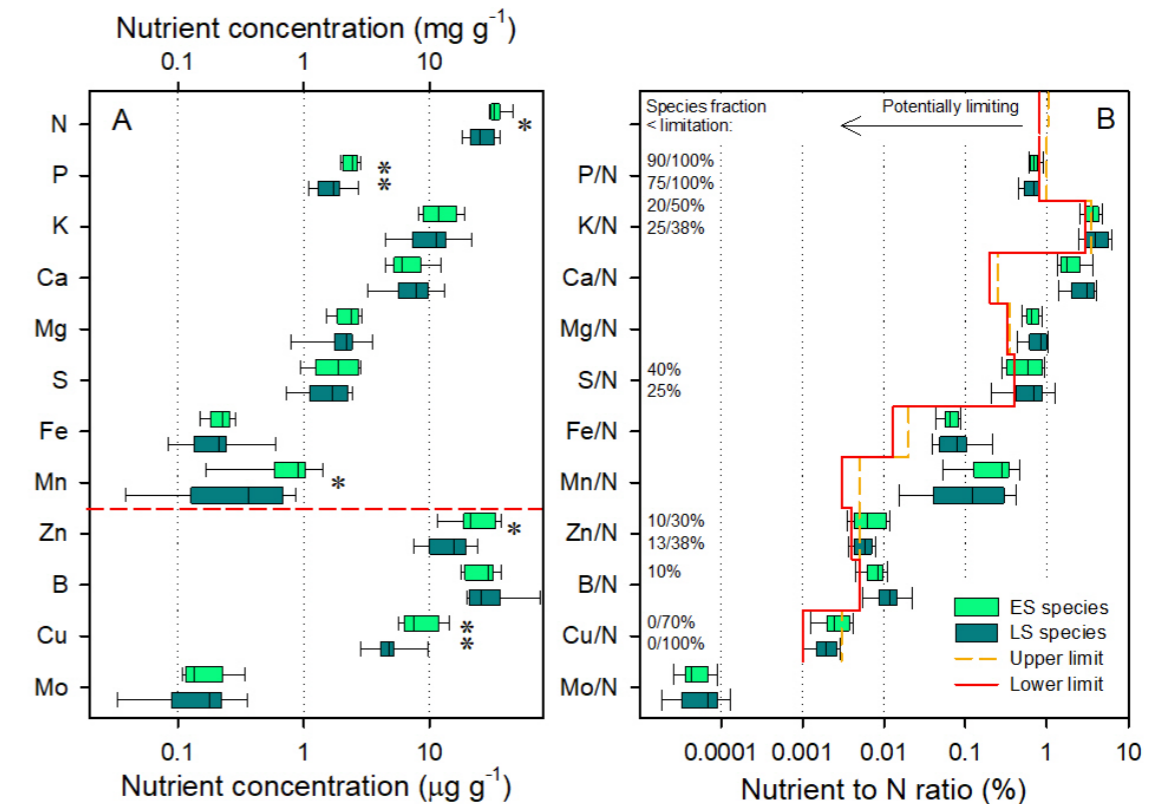 Nutrient concentration (mg g⁻¹)
0.1 1 10
A
N
*
P
*
*
K
Ca
Mg
S
Fe
Mn
*
Zn
*
B
Cu
*
*
Mo
0.1 1 10
Nutrient concentration (µg g⁻¹)
Species fraction
< limitation:
Potentially limiting
B
P/N
90/100%
75/100%
K/N
20/50%
25/38%
Ca/N
Mg/N
S/N
40%
25%
Fe/N
Mn/N
Zn/N
10/30%
13/38%
B/N
10%
Cu/N
0/70%
0/100%
Mo/N
ES species
LS species
Upper limit
Lower limit
0.0001 0.001 0.01 0.1 1 10
Nutrient to N ratio (%)